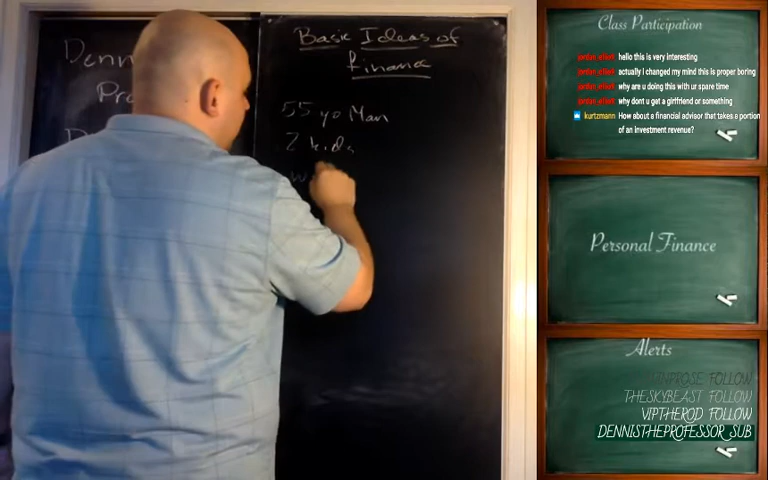 Denn
Pro
D
Basic Ideas of
finance
55 yo Man
2 kids
w
Class Participation
hello this is very interesting
actually I changed my mind this is proper boring
why are u doing this with ur spare time
why dont u get a girlfriend or something
kurtzmann How about a financial advisor that takes a portion
of an investment revenue?
Personal Finance
Alerts
FOLLOW
THESKYBEAST FOLLOW
VIPTHEROD FOLLOW
DENNISTHEPROFESSOR SUB